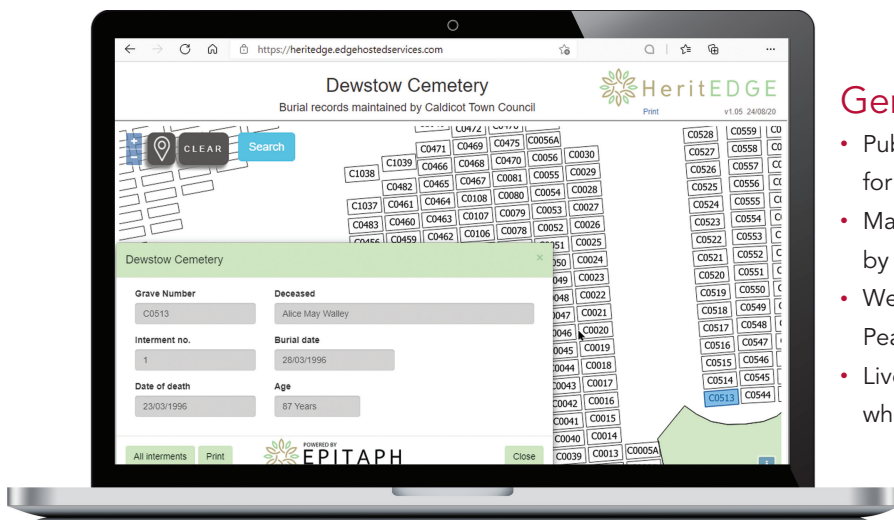 https://heritedge.edgehostedservices.com
Dewstow Cemetery
Burial records maintained by Caldicot Town Council
HeritEDGE
Print v1.05 24/08/20
+
−
CLEAR
Search
C0472
C0471 C0469 C0475 C0056A
C1038 C1039 C0466 C0468 C0470 C0056 C0030
C0482 C0465 C0467 C0081 C0055 C0029
C1037 C0461 C0464 C0108 C0080 C0054 C0028
C0483 C0460 C0463 C0107 C0079 C0053 C0027
C0456 C0459 C0462 C0106 C0078 C0052 C0026
C0025
C0024
C0023
C0022
C0021
C0020
C0019
C0018
C0043 C0017
C0042 C0016
C0041 C0015
C0040 C0014
C0039 C0013 C0005A
C0528 C0559
C0527 C0558
C0526 C0557
C0525 C0556
C0524 C0555
C0523 C0554
C0522 C0553
C0521 C0552
C0520 C0551
C0519 C0550
C0518 C0549
C0517 C0548
C0516 C0547
C0515 C0546
C0514 C0545
C0513 C0544
Dewstow Cemetery ×
Grave Number Deceased
C0513 Alice May Walley
Interment no. Burial date
1 28/03/1996
Date of death Age
23/03/1996 87 Years
All interments Print
POWERED BY
EPITAPH
Close
i
• Pub
for
• Ma
by
• We
Pea
• Live
wh